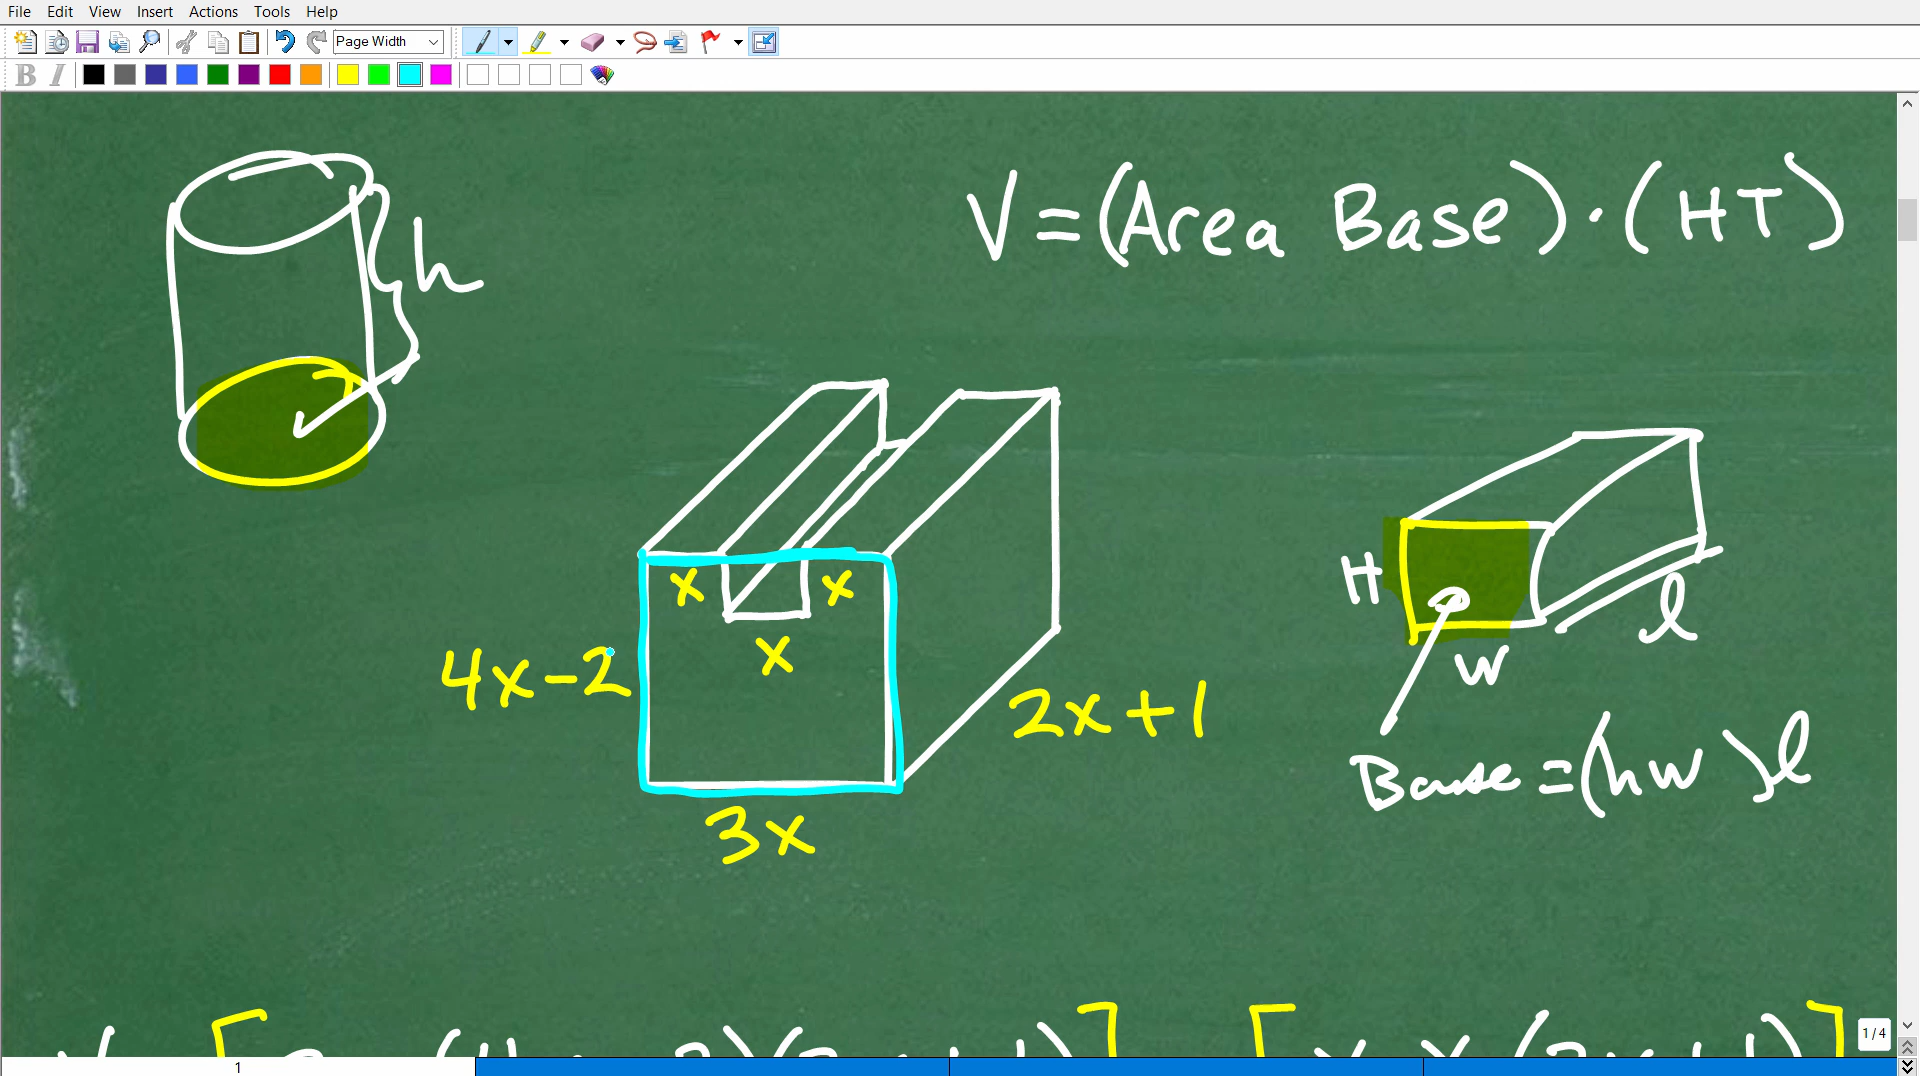 File Edit View Insert Actions Tools Help
Page Width
B I
V = (Area Base) · (HT)
h
x x
x
4x-2
2x+1
3x
H
W
l
Base = (hw)l
1 / 4
1